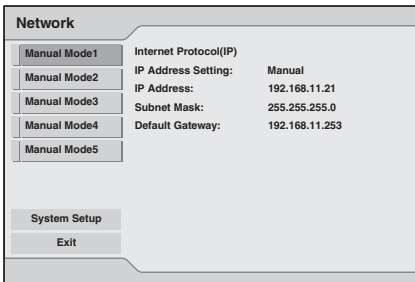 Network
Manual Mode1
Manual Mode2
Manual Mode3
Manual Mode4
Manual Mode5
System Setup
Exit
Internet Protocol(IP)
IP Address Setting: Manual
IP Address: 192.168.11.21
Subnet Mask: 255.255.255.0
Default Gateway: 192.168.11.253